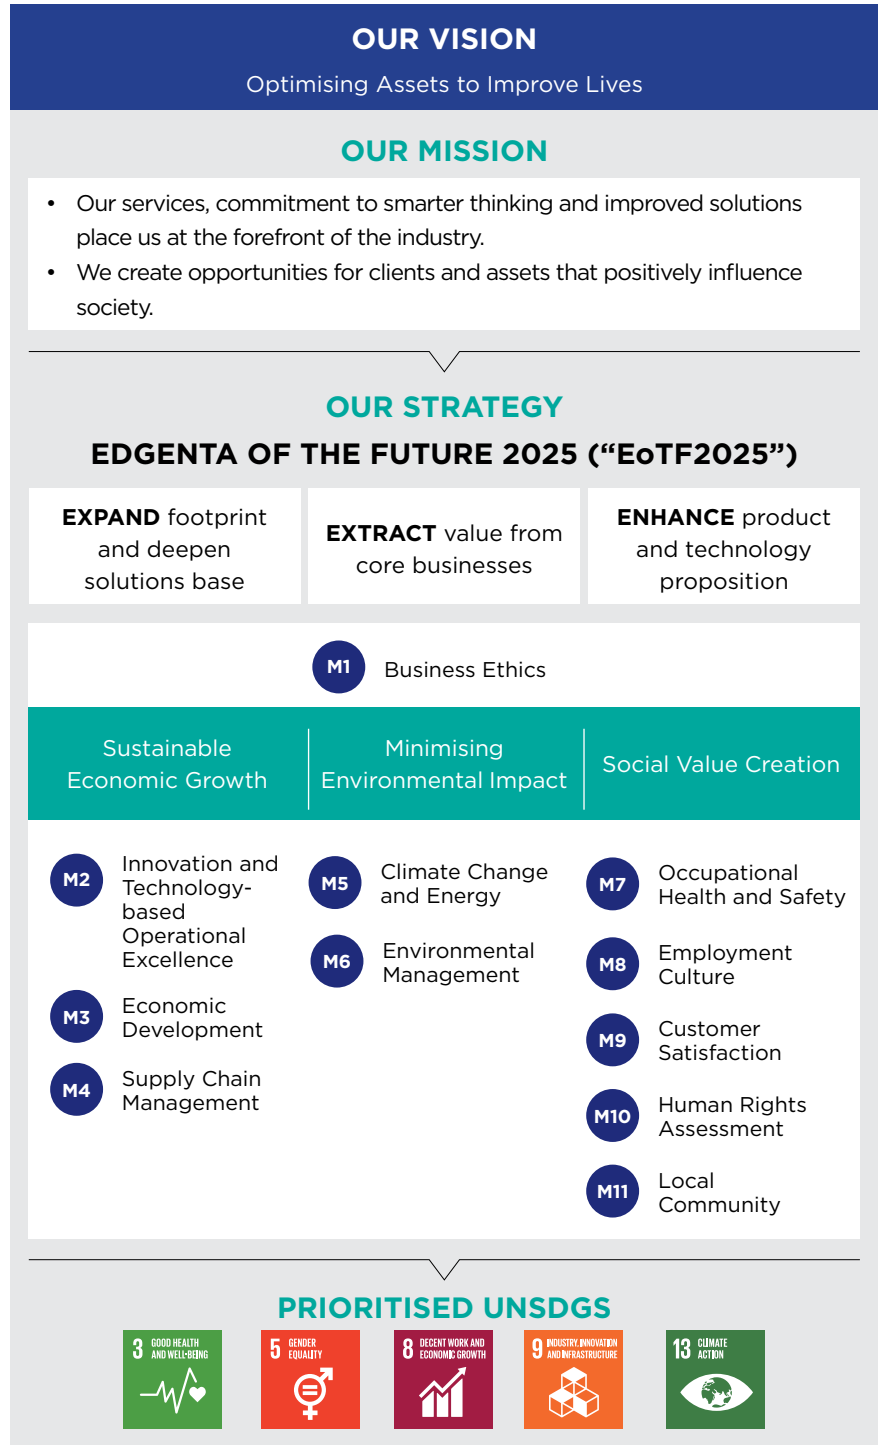 OUR VISION
Optimising Assets to Improve Lives
OUR MISSION
• Our services, commitment to smarter thinking and improved solutions
place us at the forefront of the industry.
• We create opportunities for clients and assets that positively influence
society.
OUR STRATEGY
EDGENTA OF THE FUTURE 2025 (“EoTF2025”)
EXPAND footprint
and deepen
solutions base
EXTRACT value from
core businesses
ENHANCE product
and technology
proposition
M1 Business Ethics
Sustainable
Economic Growth
Minimising
Environmental Impact
Social Value Creation
M2 Innovation and
Technology-
based
Operational
Excellence
M3 Economic
Development
M4 Supply Chain
Management
M5 Climate Change
and Energy
M6 Environmental
Management
M7 Occupational
Health and Safety
M8 Employment
Culture
M9 Customer
Satisfaction
M10 Human Rights
Assessment
M11 Local
Community
PRIORITISED UNSDGS
3 GOOD HEALTH
AND WELL-BEING
5 GENDER
EQUALITY
8 DECENT WORK AND
ECONOMIC GROWTH
9 INDUSTRY, INNOVATION
AND INFRASTRUCTURE
13 CLIMATE
ACTION